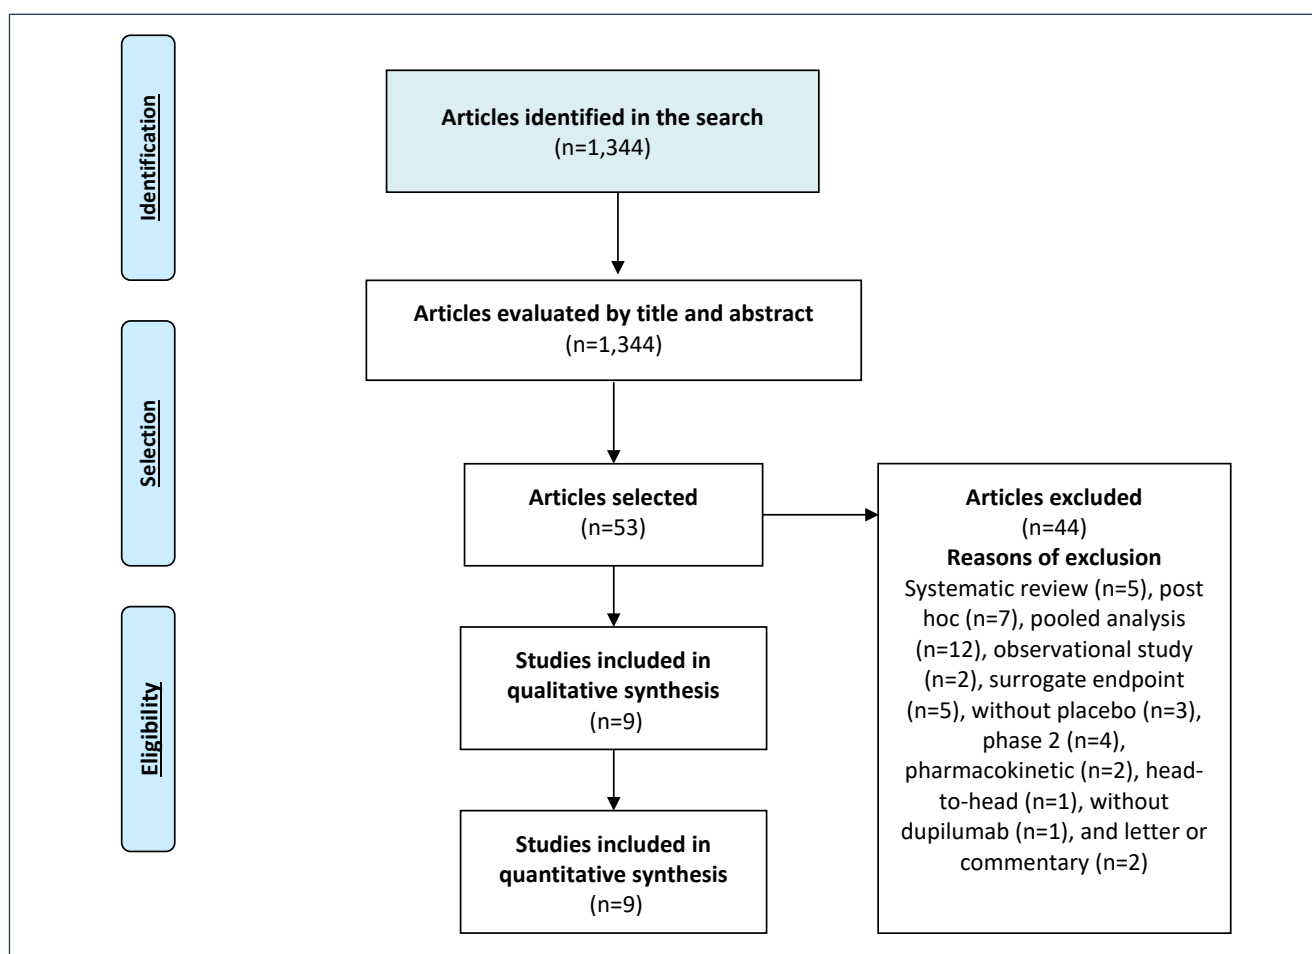 Identification
Articles identified in the search
(n=1,344)
Articles evaluated by title and abstract
(n=1,344)
Selection
Articles selected
(n=53)
Articles excluded
(n=44)
Reasons of exclusion
Systematic review (n=5), post
hoc (n=7), pooled analysis
(n=12), observational study
(n=2), surrogate endpoint
(n=5), without placebo (n=3),
phase 2 (n=4),
pharmacokinetic (n=2), head-
to-head (n=1), without
dupilumab (n=1), and letter or
commentary (n=2)
Eligibility
Studies included in
qualitative synthesis
(n=9)
Studies included in
quantitative synthesis
(n=9)